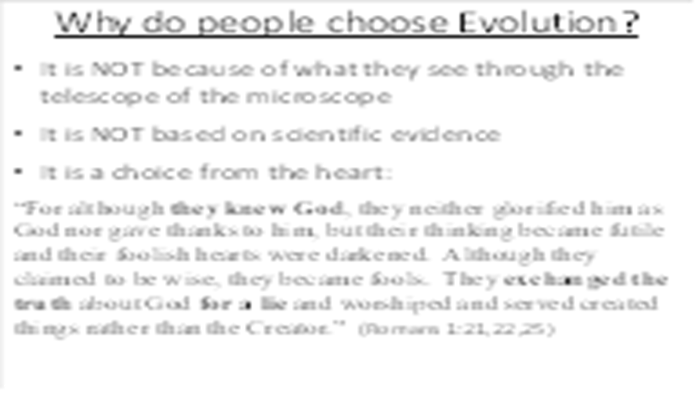 Why do people choose Evolution?
• It is NOT because of what they see through the
telescope of the microscope
• It is NOT based on scientific evidence
• It is a choice from the heart:
“For although they knew God, they neither glorified him as
God nor gave thanks to him, but their thinking became futile
and their foolish hearts were darkened. Although they
claimed to be wise, they became fools. They exchanged the
truth about God for a lie and worshiped and served created
things rather than the Creator.” (Romans 1:21,22,25)